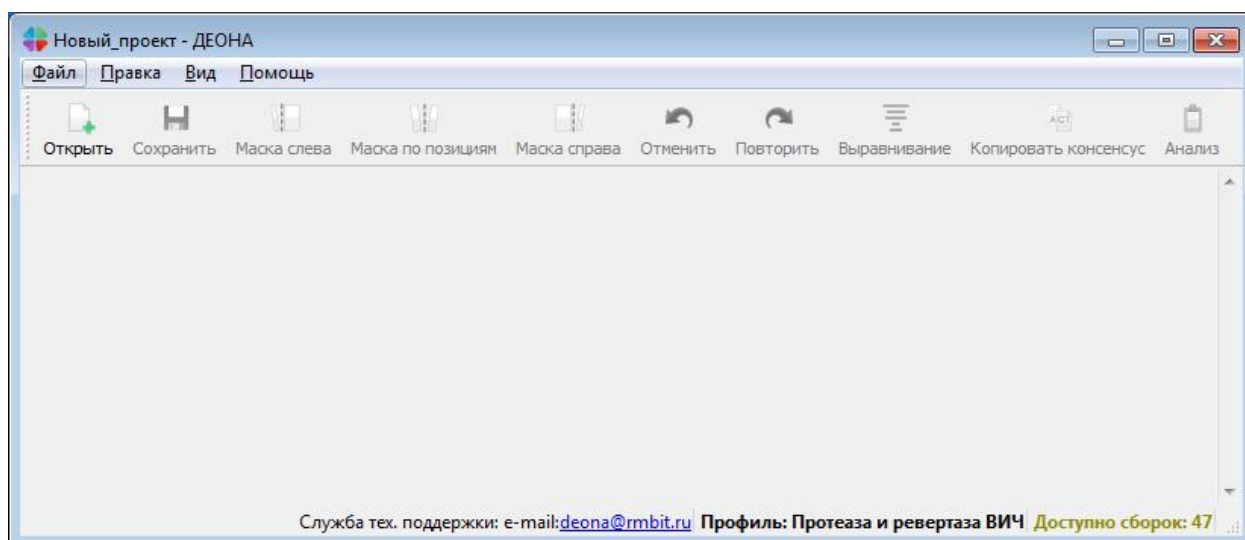 Новый_проект - ДЕОНА
Файл Правка Вид Помощь
Открыть Сохранить Маска слева Маска по позициям Маска справа Отменить Повторить Выравнивание Копировать консенсус Анализ
Служба тех. поддержки: e-mail:deona@rmbit.ru Профиль: Протеаза и ревертаза ВИЧ Доступно сборок: 47